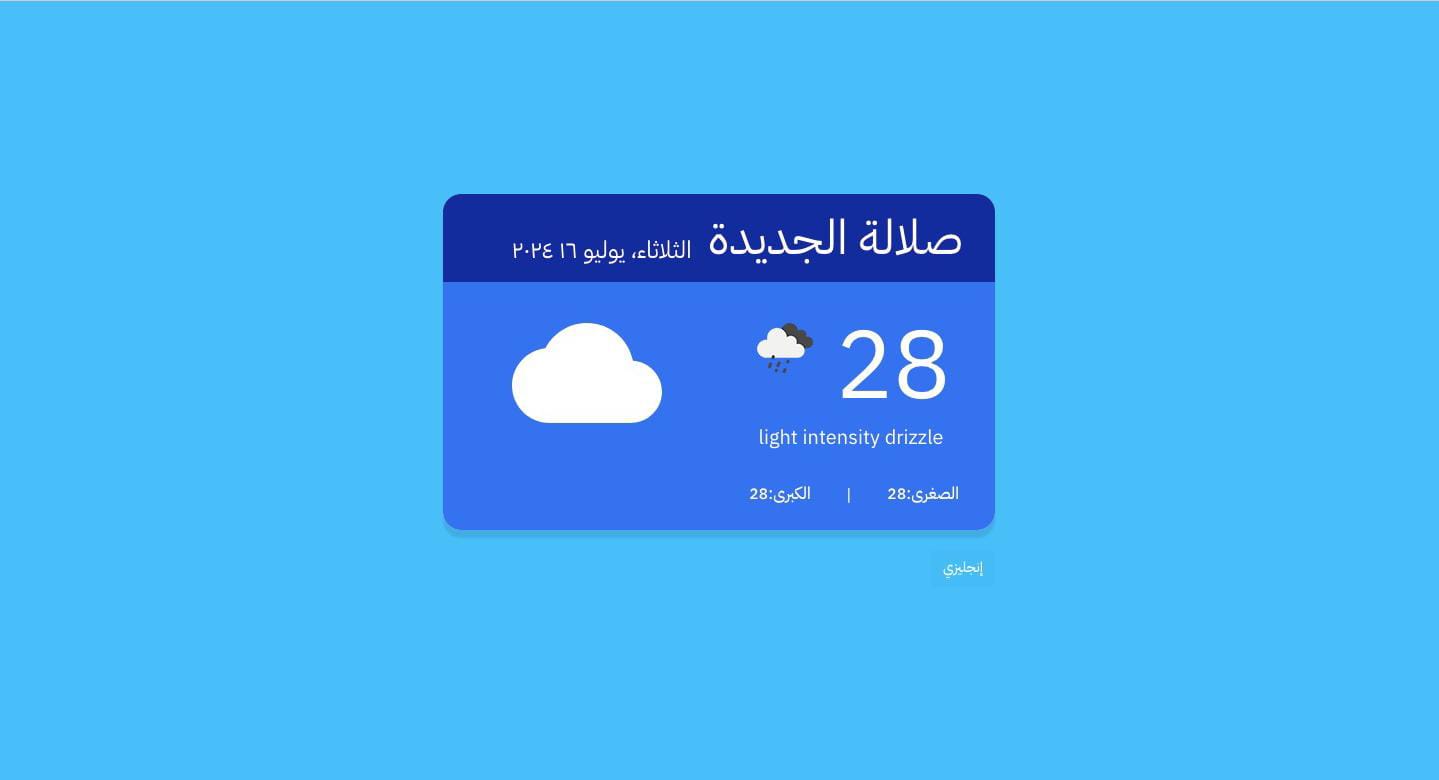 صلالة الجديدة الثلاثاء، يوليو ١٦ ٢٠٢٤
28
light intensity drizzle
الصغرى:28 | الكبرى:28
إنجليزي